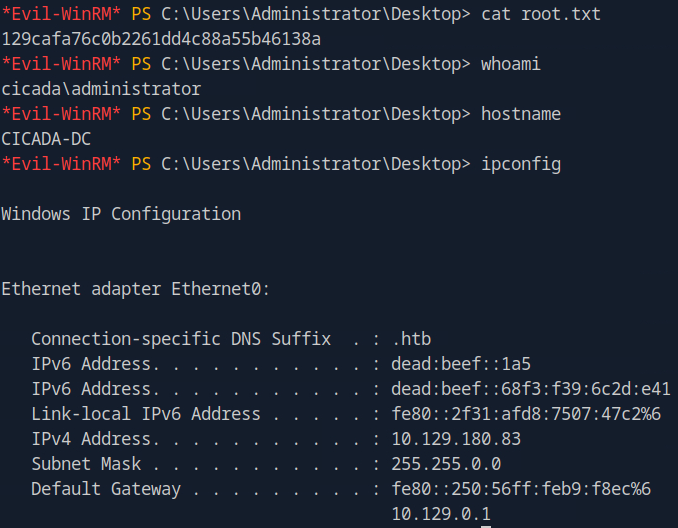 *Evil-WinRM* PS C:\Users\Administrator\Desktop> cat root.txt
129cafa76c0b2261dd4c88a55b46138a
*Evil-WinRM* PS C:\Users\Administrator\Desktop> whoami
cicada\administrator
*Evil-WinRM* PS C:\Users\Administrator\Desktop> hostname
CICADA-DC
*Evil-WinRM* PS C:\Users\Administrator\Desktop> ipconfig

Windows IP Configuration


Ethernet adapter Ethernet0:

   Connection-specific DNS Suffix  . : .htb
   IPv6 Address. . . . . . . . . . . : dead:beef::1a5
   IPv6 Address. . . . . . . . . . . : dead:beef::68f3:f39:6c2d:e41
   Link-local IPv6 Address . . . . . : fe80::2f31:afd8:7507:47c2%6
   IPv4 Address. . . . . . . . . . . : 10.129.180.83
   Subnet Mask . . . . . . . . . . . : 255.255.0.0
   Default Gateway . . . . . . . . . : fe80::250:56ff:feb9:f8ec%6
                                       10.129.0.1